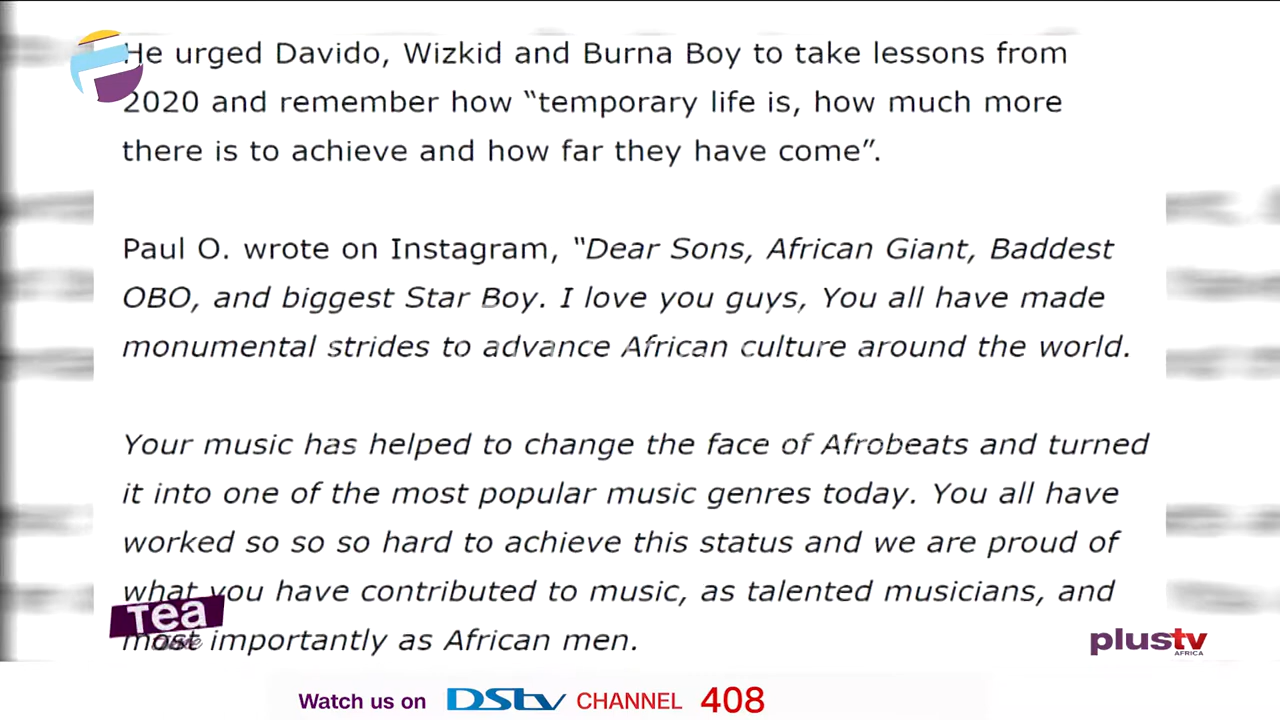 He urged Davido, Wizkid and Burna Boy to take lessons from
2020 and remember how “temporary life is, how much more
there is to achieve and how far they have come”.
Paul O. wrote on Instagram, “Dear Sons, African Giant, Baddest
OBO, and biggest Star Boy. I love you guys, You all have made
monumental strides to advance African culture around the world.
Your music has helped to change the face of Afrobeats and turned
it into one of the most popular music genres today. You all have
worked so so so hard to achieve this status and we are proud of
what you have contributed to music, as talented musicians, and
most importantly as African men.
Tea
Time
plustv
AFRICA
Watch us on DStv CHANNEL 408